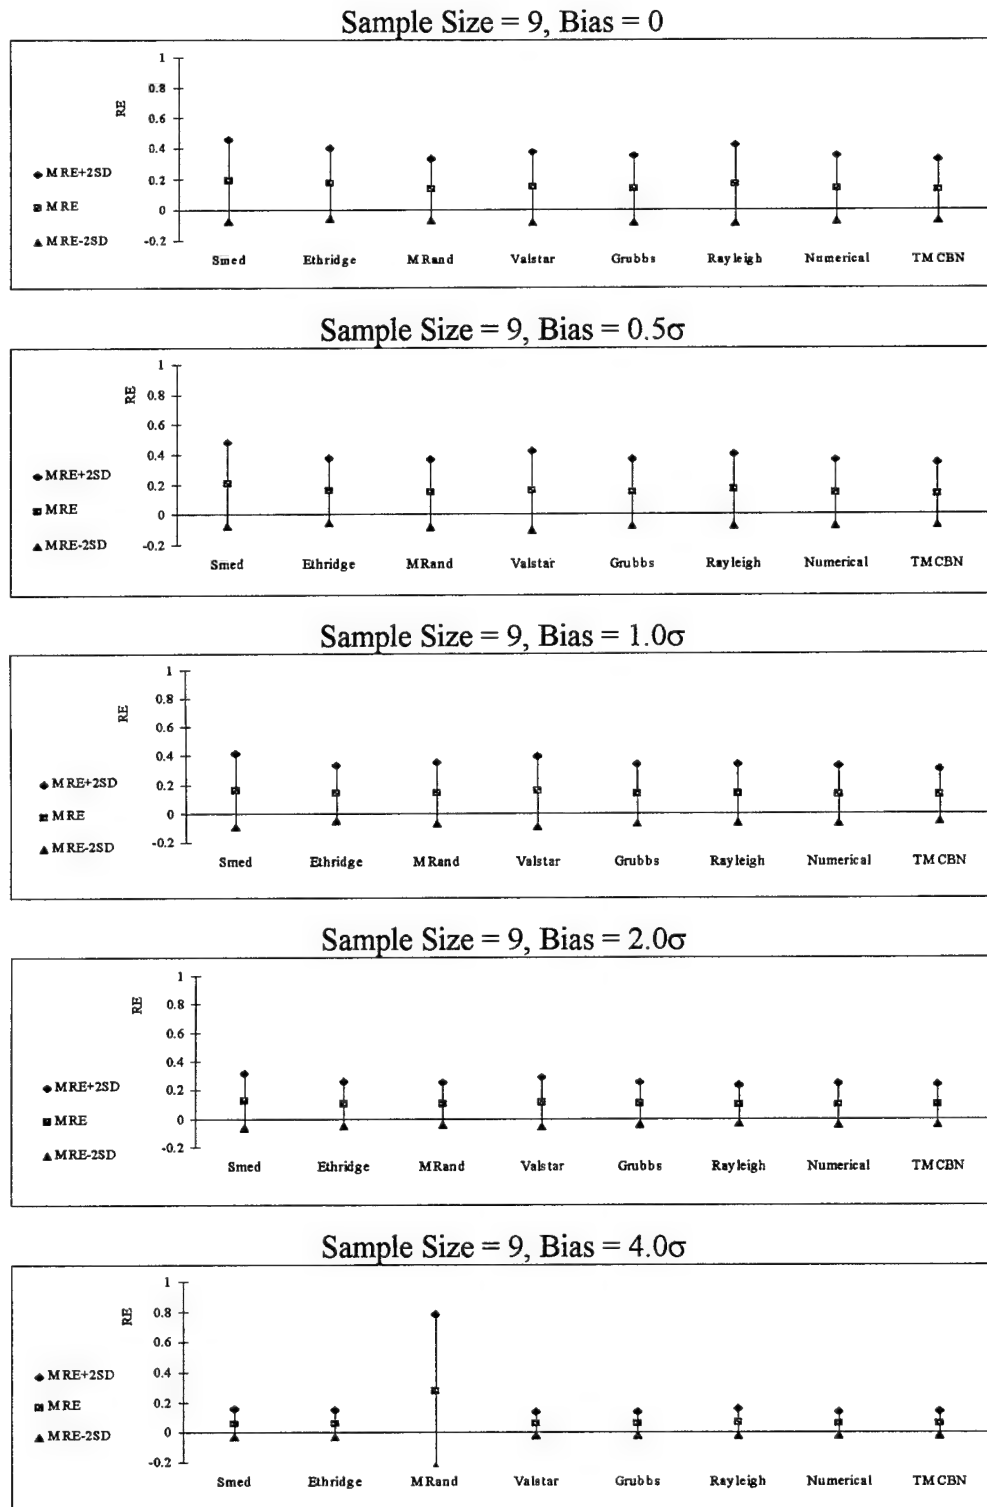 Sample Size = 9, Bias = 0
1
0.8
0.6
0.4
0.2
0
-0.2
RE
MRE+2SD
MRE
MRE-2SD
Smed Ethridge MRand Valstar Grubbs Rayleigh Numerical TMCBN
Sample Size = 9, Bias = 0.5σ
1
0.8
0.6
0.4
0.2
0
-0.2
RE
MRE+2SD
MRE
MRE-2SD
Smed Ethridge MRand Valstar Grubbs Rayleigh Numerical TMCBN
Sample Size = 9, Bias = 1.0σ
1
0.8
0.6
0.4
0.2
0
-0.2
RE
MRE+2SD
MRE
MRE-2SD
Smed Ethridge MRand Valstar Grubbs Rayleigh Numerical TMCBN
Sample Size = 9, Bias = 2.0σ
1
0.8
0.6
0.4
0.2
0
-0.2
RE
MRE+2SD
MRE
MRE-2SD
Smed Ethridge MRand Valstar Grubbs Rayleigh Numerical TMCBN
Sample Size = 9, Bias = 4.0σ
1
0.8
0.6
0.4
0.2
0
-0.2
RE
MRE+2SD
MRE
MRE-2SD
Smed Ethridge MRand Valstar Grubbs Rayleigh Numerical TMCBN